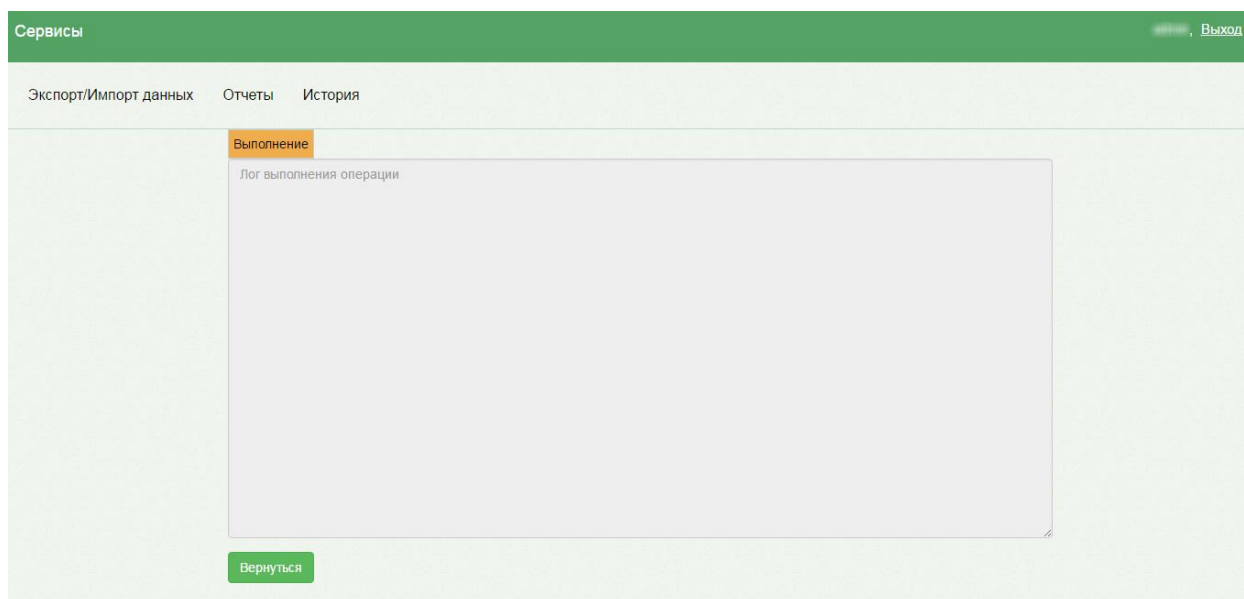 Сервисы
, Выход
Экспорт/Импорт данных Отчеты История
Выполнение
Лог выполнения операции
Вернуться